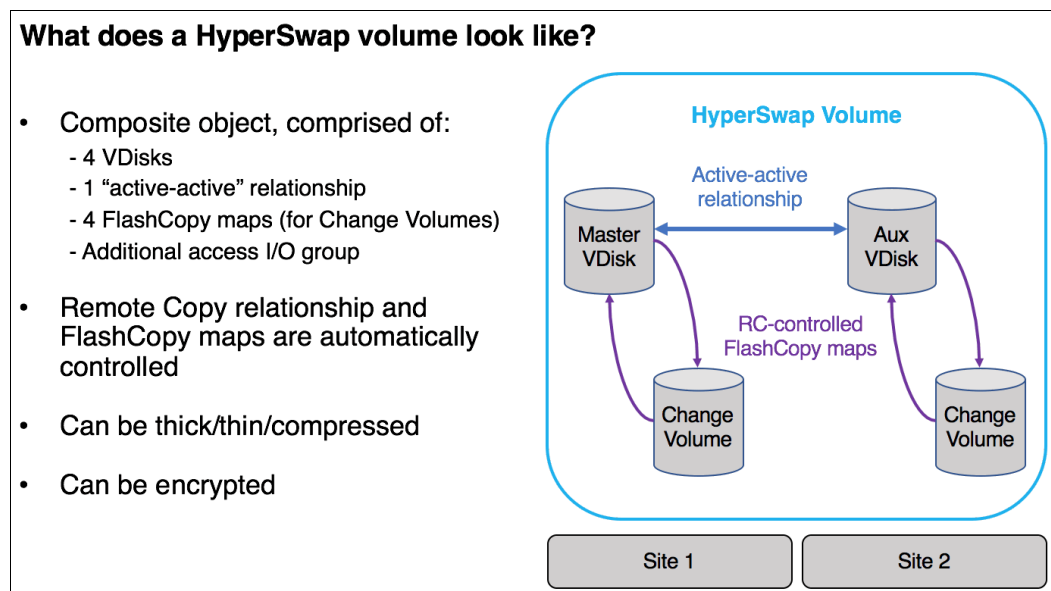 What does a HyperSwap volume look like?
• Composite object, comprised of:
- 4 VDisks
- 1 “active-active” relationship
- 4 FlashCopy maps (for Change Volumes)
- Additional access I/O group
• Remote Copy relationship and
FlashCopy maps are automatically
controlled
• Can be thick/thin/compressed
• Can be encrypted
HyperSwap Volume
Active-active
relationship
Master
VDisk
Aux
VDisk
RC-controlled
FlashCopy maps
Change
Volume
Change
Volume
Site 1
Site 2